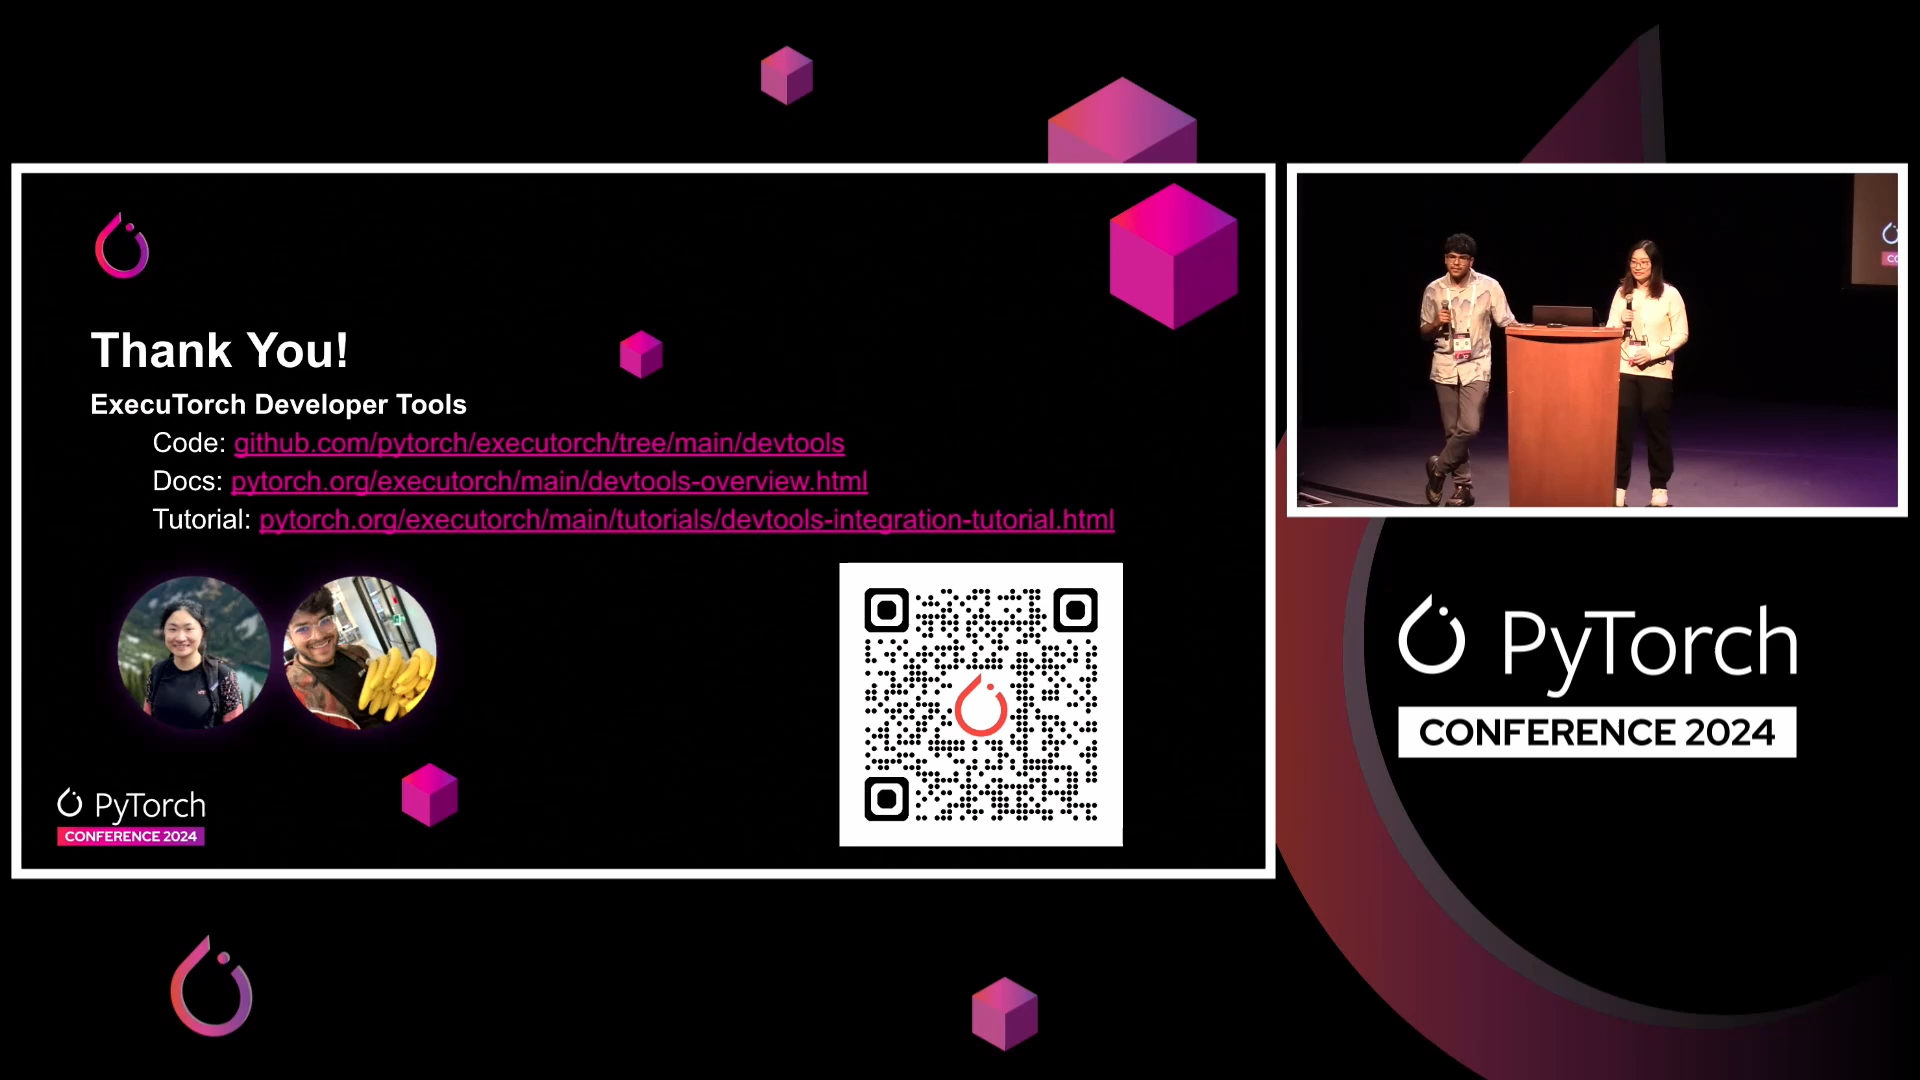 Thank You!
ExecuTorch Developer Tools
Code: github.com/pytorch/executorch/tree/main/devtools
Docs: pytorch.org/executorch/main/devtools-overview.html
Tutorial: pytorch.org/executorch/main/tutorials/devtools-integration-tutorial.html
PyTorch
CONFERENCE 2024
PyTorch
CONFERENCE 2024